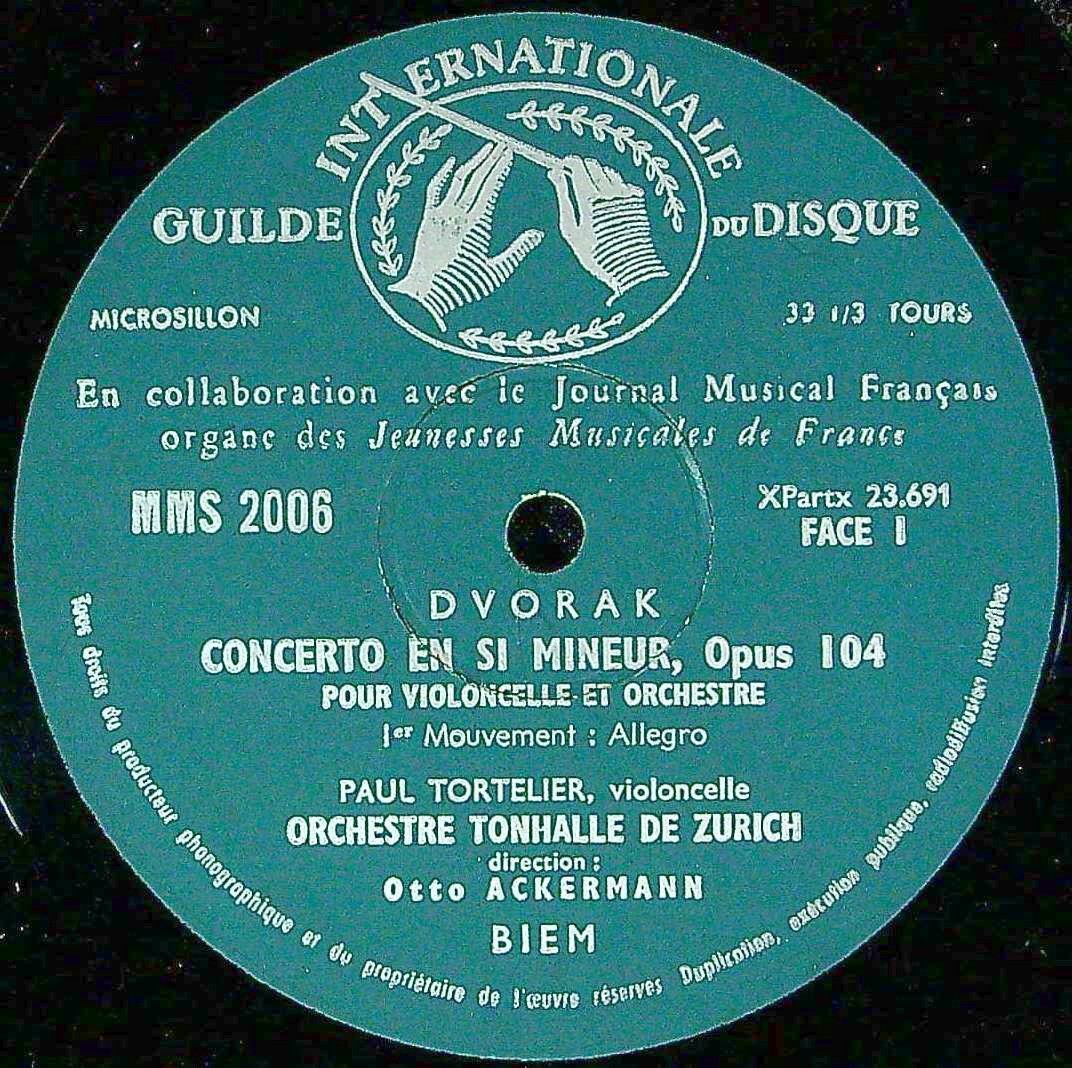 INTERNATIONALE
GUILDE DU DISQUE
MICROSILLON 33 1/3 TOURS
En collaboration avec le Journal Musical Français
organe des Jeunesses Musicales de France
MMS 2006
XPartx 23.691
FACE I
DVORAK
CONCERTO EN SI MINEUR, Opus 104
POUR VIOLONCELLE ET ORCHESTRE
1er Mouvement : Allegro
PAUL TORTELIER, violoncelle
ORCHESTRE TONHALLE DE ZURICH
direction :
Otto ACKERMANN
BIEM
Tous droits du producteur phonographique et du propriétaire de l'œuvre réservés Duplication, exécution publique, radiodiffusion interdites